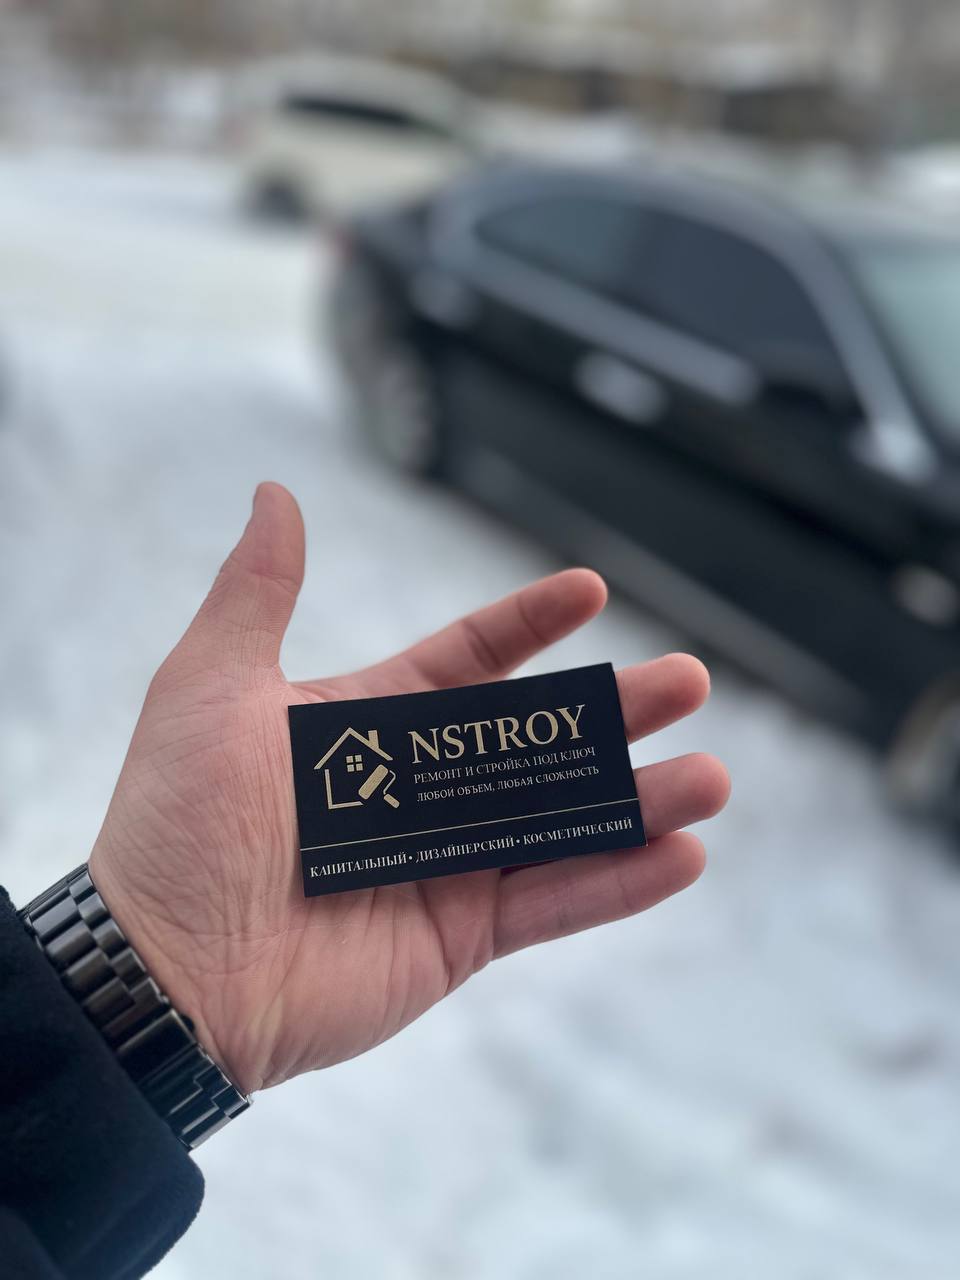 NSTROY
РЕМОНТ И СТРОЙКА ПОД КЛЮЧ
ЛЮБОЙ ОБЪЕМ, ЛЮБАЯ СЛОЖНОСТЬ
КАПИТАЛЬНЫЙ • ДИЗАЙНЕРСКИЙ • КОСМЕТИЧЕСКИЙ